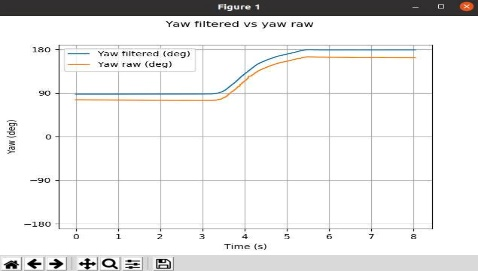 Figure 1
Yaw filtered vs yaw raw
Yaw filtered (deg)
Yaw raw (deg)
180
90
0
−90
−180
Yaw (deg)
0 1 2 3 4 5 6 7 8
Time (s)